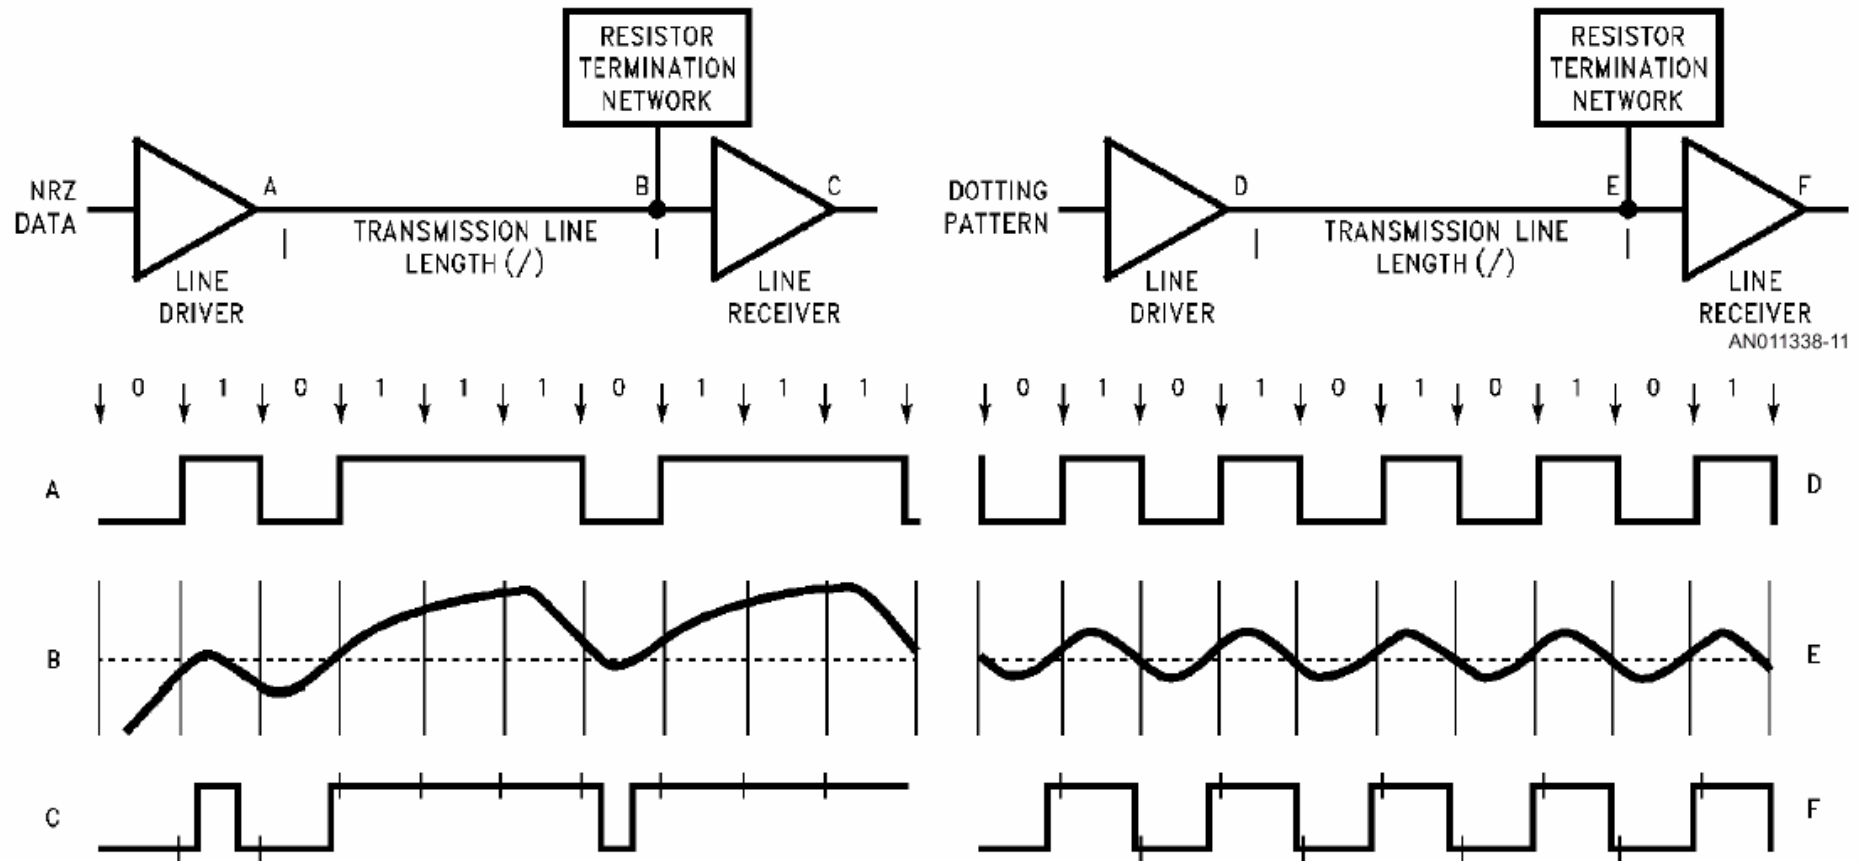 RESISTOR
TERMINATION
NETWORK
NRZ
DATA
A
B
C
TRANSMISSION LINE
LENGTH (/)
LINE
DRIVER
LINE
RECEIVER
RESISTOR
TERMINATION
NETWORK
DOTTING
PATTERN
D
E
F
TRANSMISSION LINE
LENGTH (/)
LINE
DRIVER
LINE
RECEIVER
AN011338-11
0 1 0 1 1 1 0 1 1 1
0 1 0 1 0 1 0 1 0 1
A
D
B
E
C
F